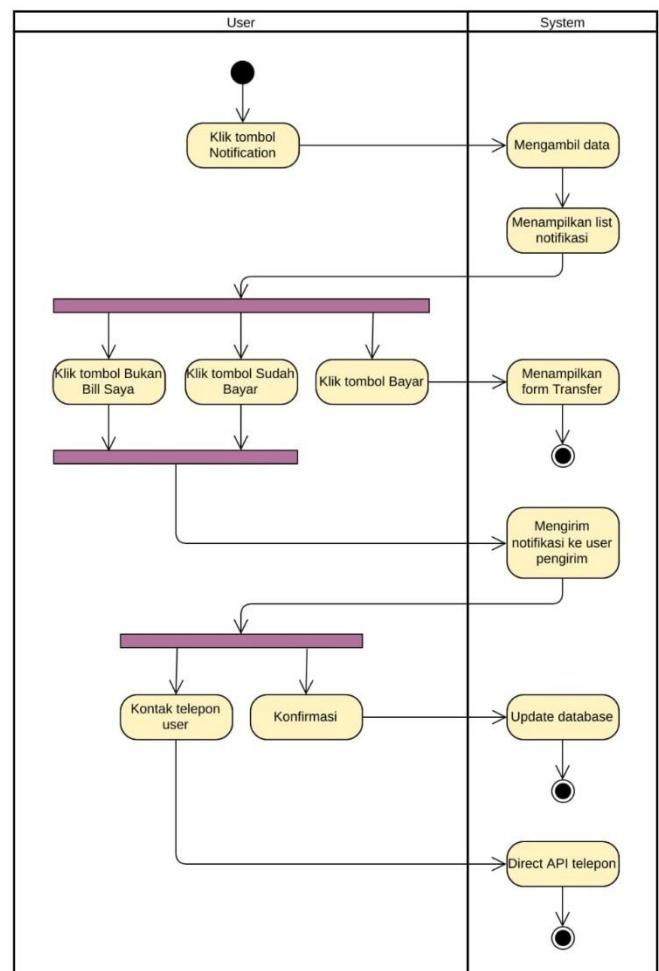 User
System
Klik tombol
Notification
Mengambil data
Menampilkan list
notifikasi
Klik tombol Bukan
Bill Saya
Klik tombol Sudah
Bayar
Klik tombol Bayar
Menampilkan
form Transfer
Mengirim
notifikasi ke user
pengirim
Kontak telepon
user
Konfirmasi
Update database
Direct API telepon